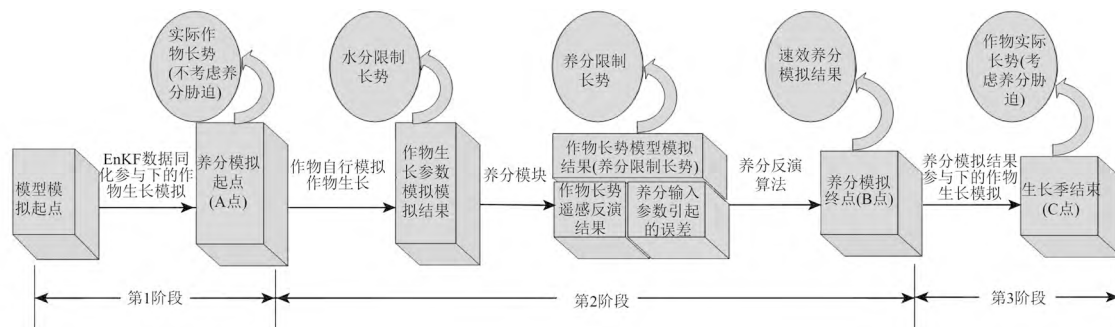 实际作
物长势
(不考虑养
分胁迫)
水分限制
长势
养分限制
长势
速效养分
模拟结果
作物实际
长势(考
虑养分胁
迫)
模型模
拟起点
EnKF数据同
化参与下的作
物生长模拟
养分模拟
起点
(A点)
作物自行模拟
作物生长
作物生
长参数
模拟模
拟结果
养分模块
作物长势模型模拟
结果(养分限制长势)
作物长势
遥感反演
结果
养分输入
参数引起
的误差
养分反演
算法
养分模拟
终点(B点)
养分模拟结果
参与下的作物
生长模拟
生长季结束
(C点)
第1阶段
第2阶段
第3阶段